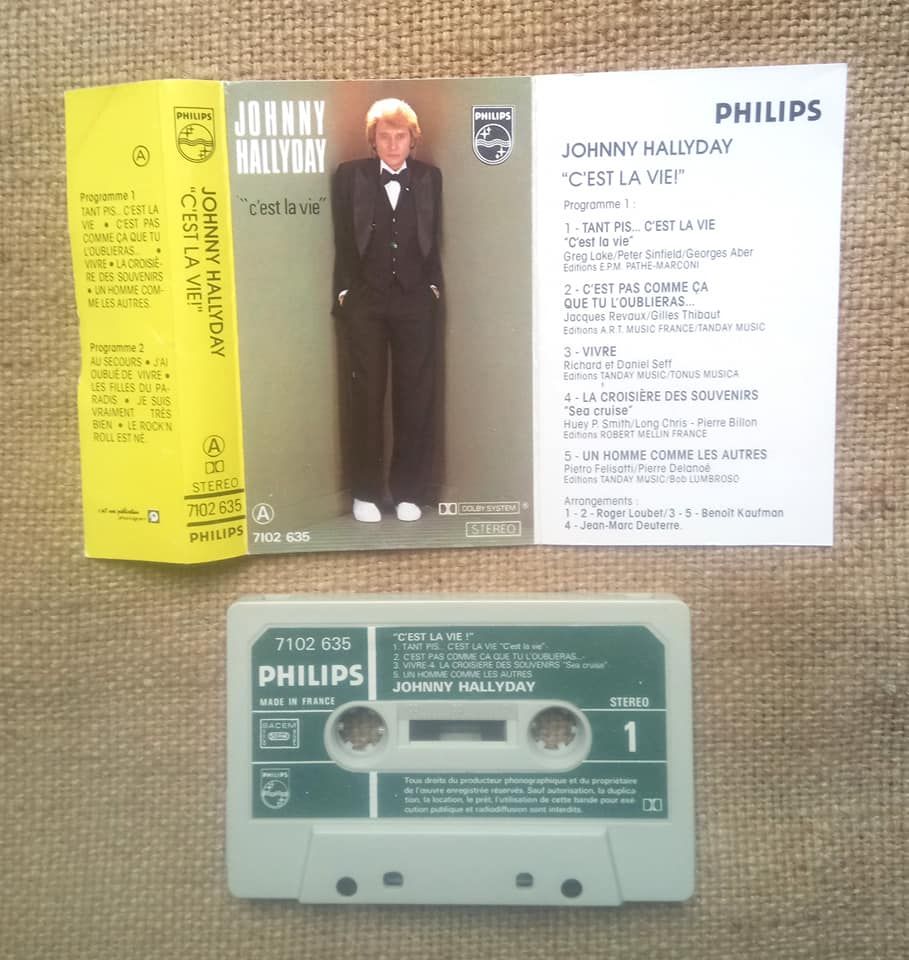 PHILIPS
A
Programme 1
TANT PIS... C'EST LA
VIE • C'EST PAS
COMME ÇA QUE TU
L'OUBLIERAS... •
VIVRE • LA CROISIÈ-
RE DES SOUVENIRS
• UN HOMME COM-
ME LES AUTRES.
Programme 2
AU SECOURS • J'AI
OUBLIÉ DE VIVRE •
LES FILLES DU PA-
RADIS • JE SUIS
VRAIMENT TRÈS
BIEN • LE ROCK'N
ROLL EST NÉ.
c'est une publication
phonogram
JOHNNY HALLYDAY
"C'EST LA VIE!"
A
STEREO
7102 635
PHILIPS
JOHNNY
HALLYDAY
"c'est la vie"
PHILIPS
A
7102 635
DOLBY SYSTEM
STEREO
PHILIPS
JOHNNY HALLYDAY
"C'EST LA VIE!"
Programme 1 :
1 - TANT PIS... C'EST LA VIE
"C'est la vie"
Greg Lake/Peter Sinfield/Georges Aber
Editions E.P.M. PATHE-MARCONI
2 - C'EST PAS COMME ÇA
QUE TU L'OUBLIERAS...
Jacques Revaux/Gilles Thibaut
Editions A.R.T. MUSIC FRANCE/TANDAY MUSIC
3 - VIVRE
Richard et Daniel Seff
Editions TANDAY MUSIC/TONUS MUSICA
4 - LA CROISIÈRE DES SOUVENIRS
"Sea cruise"
Huey P. Smith/Long Chris - Pierre Billon
Editions ROBERT MELLIN FRANCE
5 - UN HOMME COMME LES AUTRES
Pietro Felisatti/Pierre Delanoë
Editions TANDAY MUSIC/Bob LUMBROSO
Arrangements :
1 - 2 - Roger Loubet/3 - 5 - Benoît Kaufman
4 - Jean-Marc Deuterre.
7102 635
PHILIPS
MADE IN FRANCE
"C'EST LA VIE !"
1. TANT PIS... C'EST LA VIE "C'est la vie"-
2. C'EST PAS COMME ÇA QUE TU L'OUBLIERAS...-
3. VIVRE-4. LA CROISIERE DES SOUVENIRS "Sea cruise"
5. UN HOMME COMME LES AUTRES
JOHNNY HALLYDAY
STEREO
1
SACEM
PHILIPS
Tous droits du producteur phonographique et du propriétaire
de l'œuvre enregistrée réservés. Sauf autorisation, la duplica
tion, la location, le prêt, l'utilisation de cette bande pour exé
cution publique et radiodiffusion sont interdits.